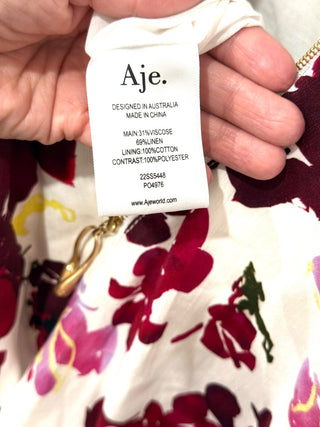 Aje.
DESIGNED IN AUSTRALIA
MADE IN CHINA
MAIN:31%VISCOSE
69%LINEN
LINING:100%COTTON
CONTRAST:100%POLYESTER
22SS5448
PO4976
www.Ajeworld.com